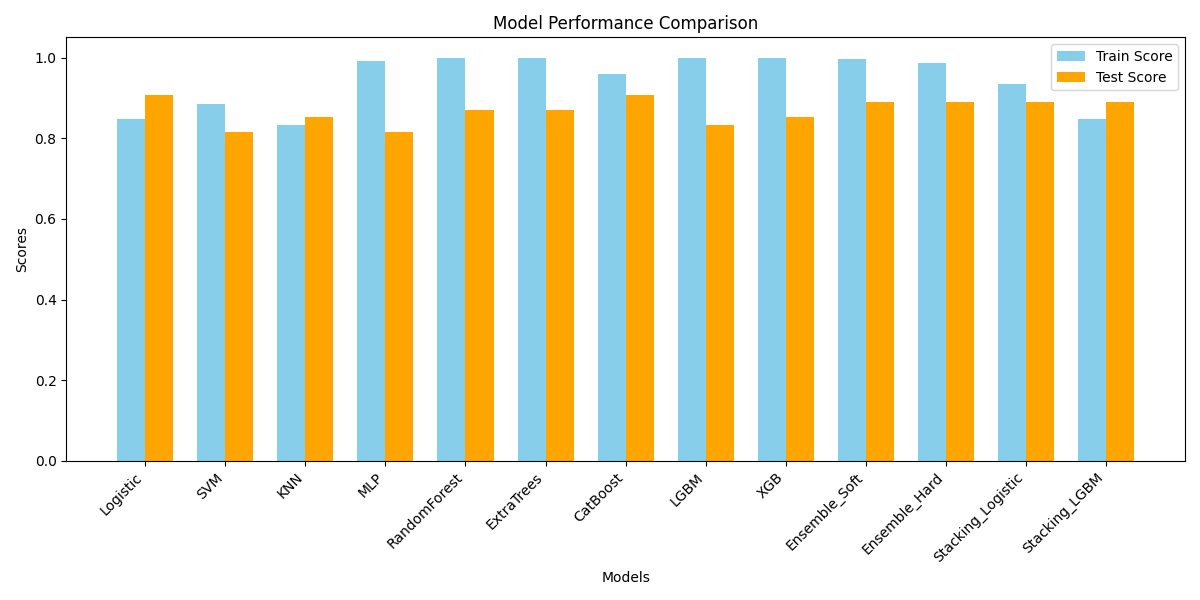 Model Performance Comparison
Train Score
Test Score
Scores
1.0
0.8
0.6
0.4
0.2
0.0
Logistic
SVM
KNN
MLP
RandomForest
ExtraTrees
CatBoost
LGBM
XGB
Ensemble_Soft
Ensemble_Hard
Stacking_Logistic
Stacking_LGBM
Models